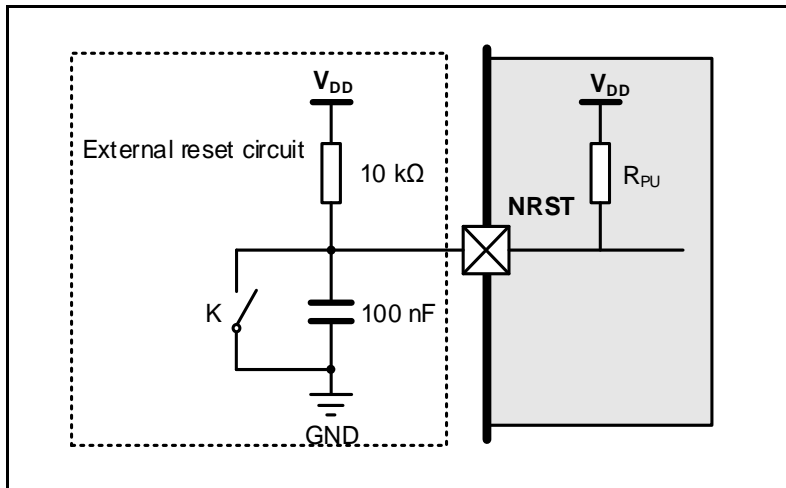 V_DD
External reset circuit
10 kΩ
K
100 nF
GND
NRST
V_DD
R_PU